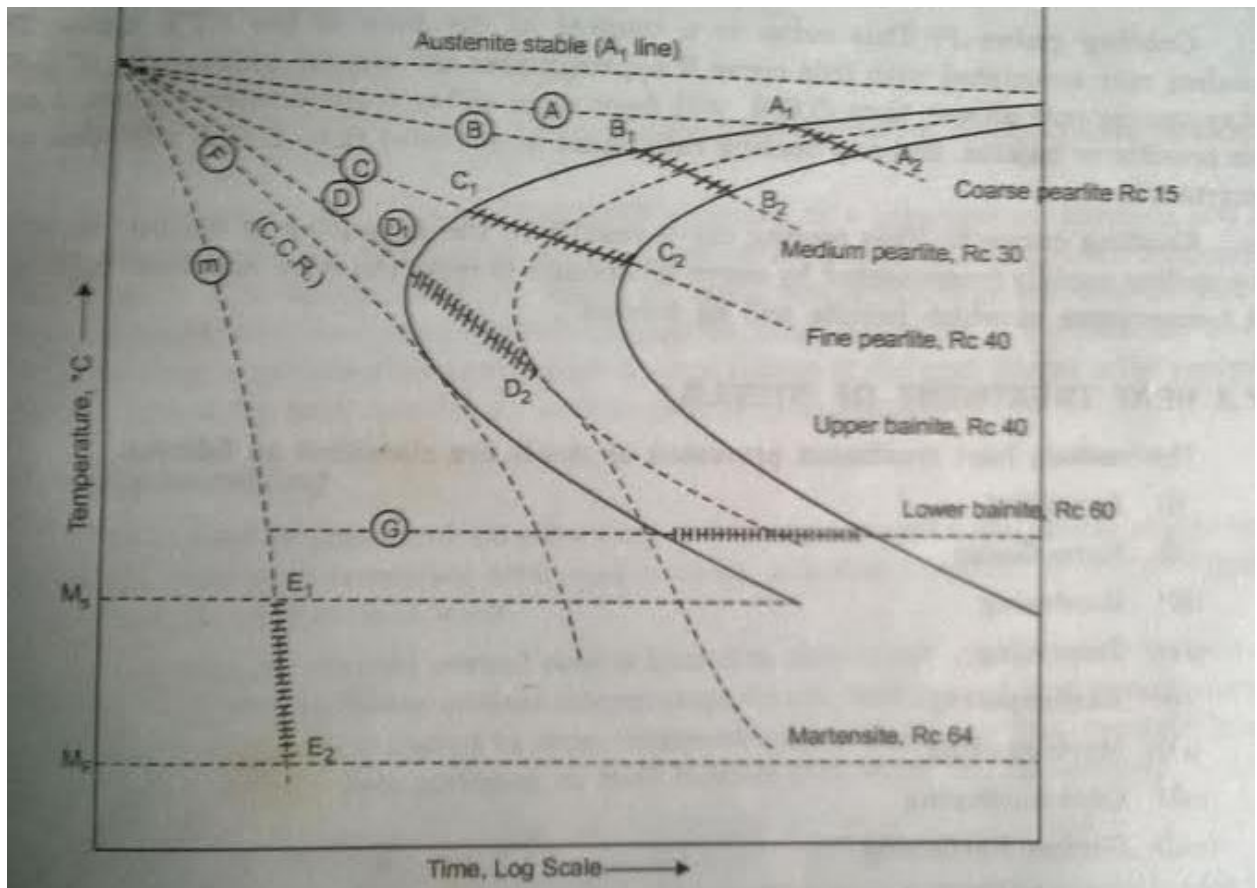 Austenite stable (A₁ line)
A
A₁
B
B₁
A₂
F
C
C₁
Coarse pearlite Rc 15
D
B₂
D₁
(C.C.R.)
C₂
Medium pearlite, Rc 30
E
Fine pearlite, Rc 40
Temperature, °C
D₂
Upper bainite, Rc 40
G
Lower bainite, Rc 60
Mₛ
E₁
Martensite, Rc 64
E₂
M_F
Time, Log Scale